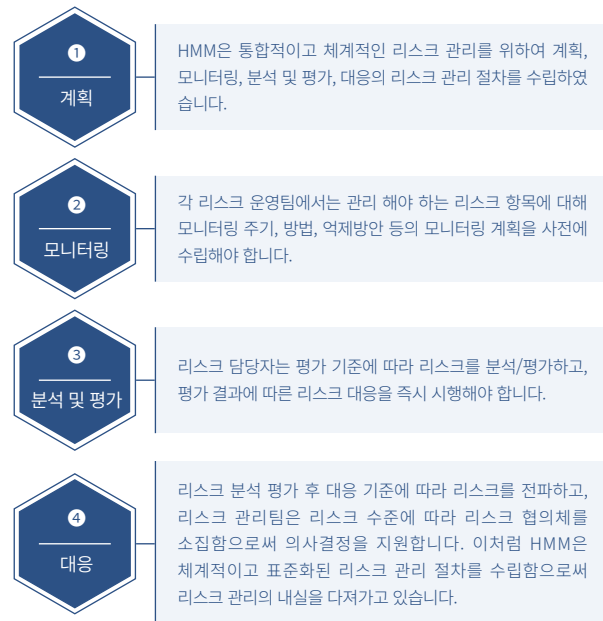 1
계획
HMM은 통합적이고 체계적인 리스크 관리를 위하여 계획,
모니터링, 분석 및 평가, 대응의 리스크 관리 절차를 수립하였
습니다.
2
모니터링
각 리스크 운영팀에서는 관리 해야 하는 리스크 항목에 대해
모니터링 주기, 방법, 억제방안 등의 모니터링 계획을 사전에
수립해야 합니다.
3
분석 및 평가
리스크 담당자는 평가 기준에 따라 리스크를 분석/평가하고,
평가 결과에 따른 리스크 대응을 즉시 시행해야 합니다.
4
대응
리스크 분석 평가 후 대응 기준에 따라 리스크를 전파하고,
리스크 관리팀은 리스크 수준에 따라 리스크 협의체를
소집함으로써 의사결정을 지원합니다. 이처럼 HMM은
체계적이고 표준화된 리스크 관리 절차를 수립함으로써
리스크 관리의 내실을 다져가고 있습니다.